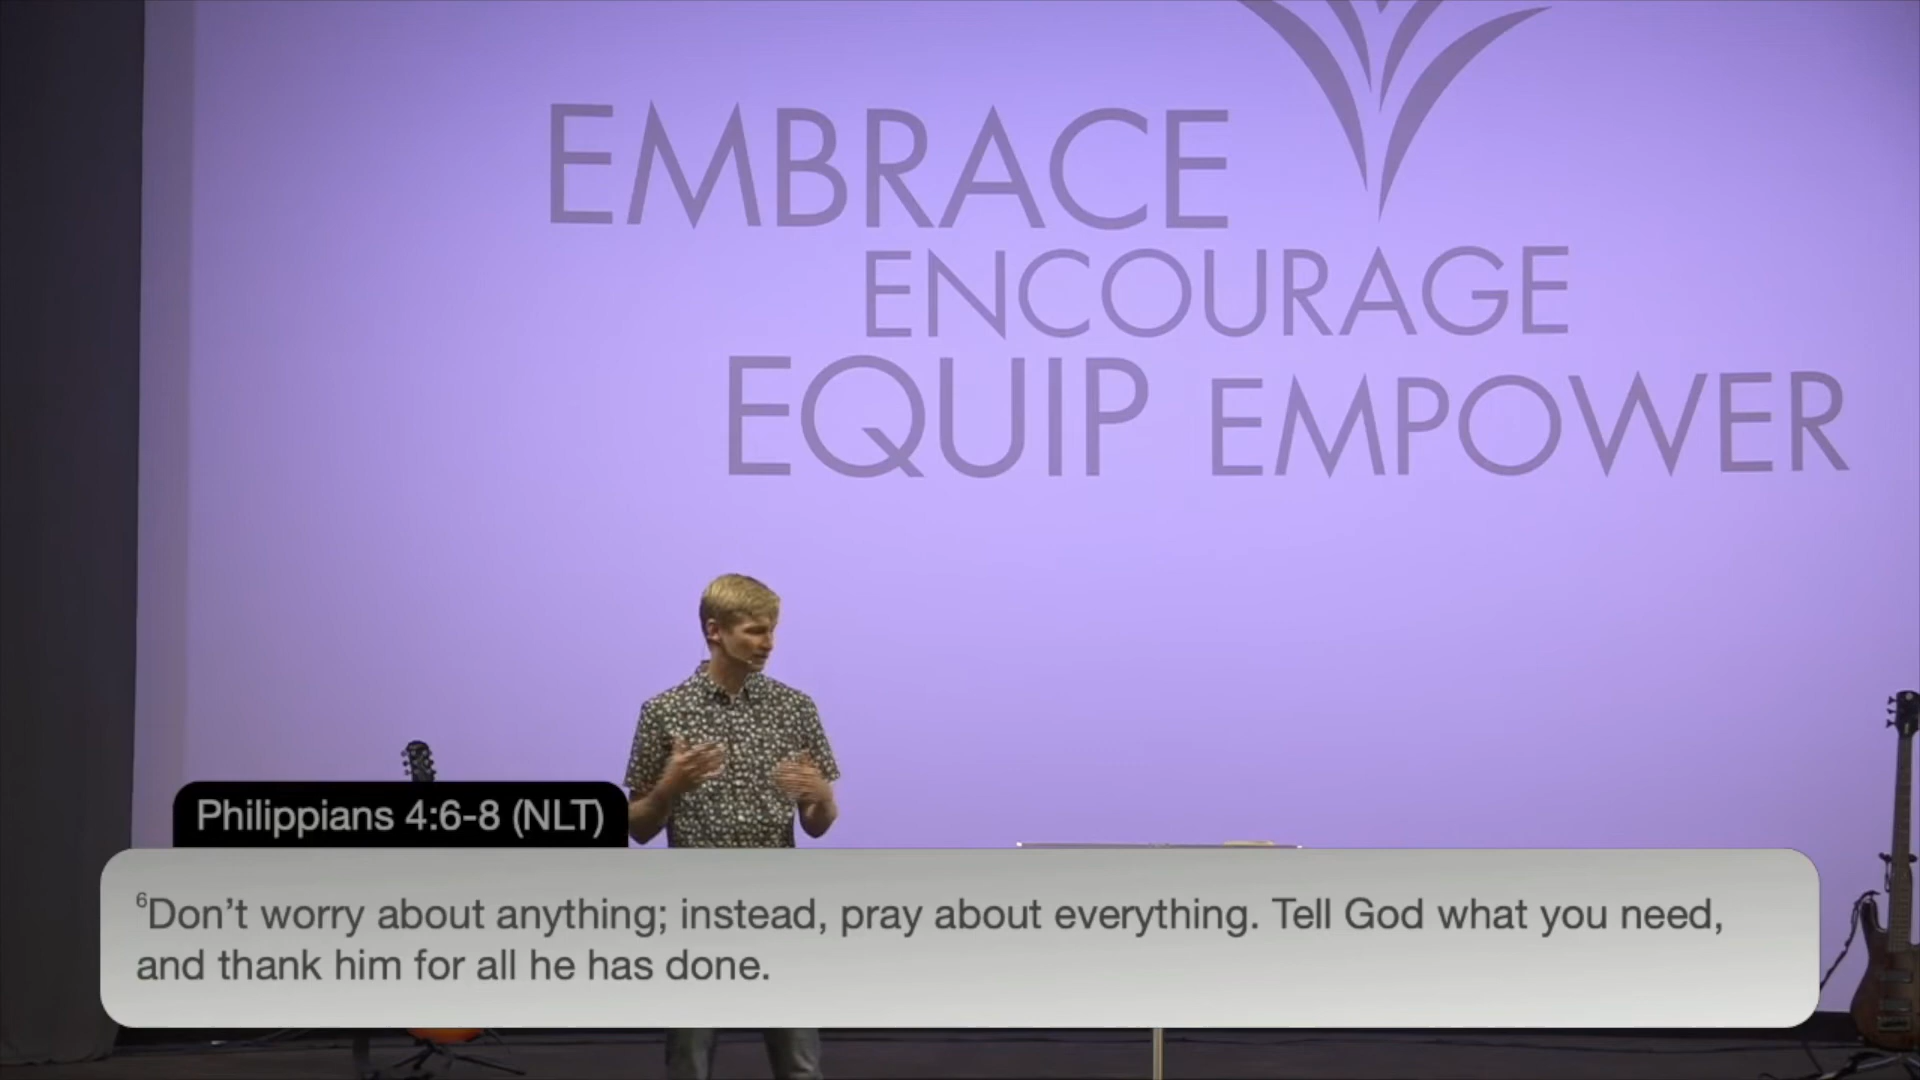 EMBRACE
ENCOURAGE
EQUIP EMPOWER
Philippians 4:6-8 (NLT)
6Don't worry about anything; instead, pray about everything. Tell God what you need,
and thank him for all he has done.